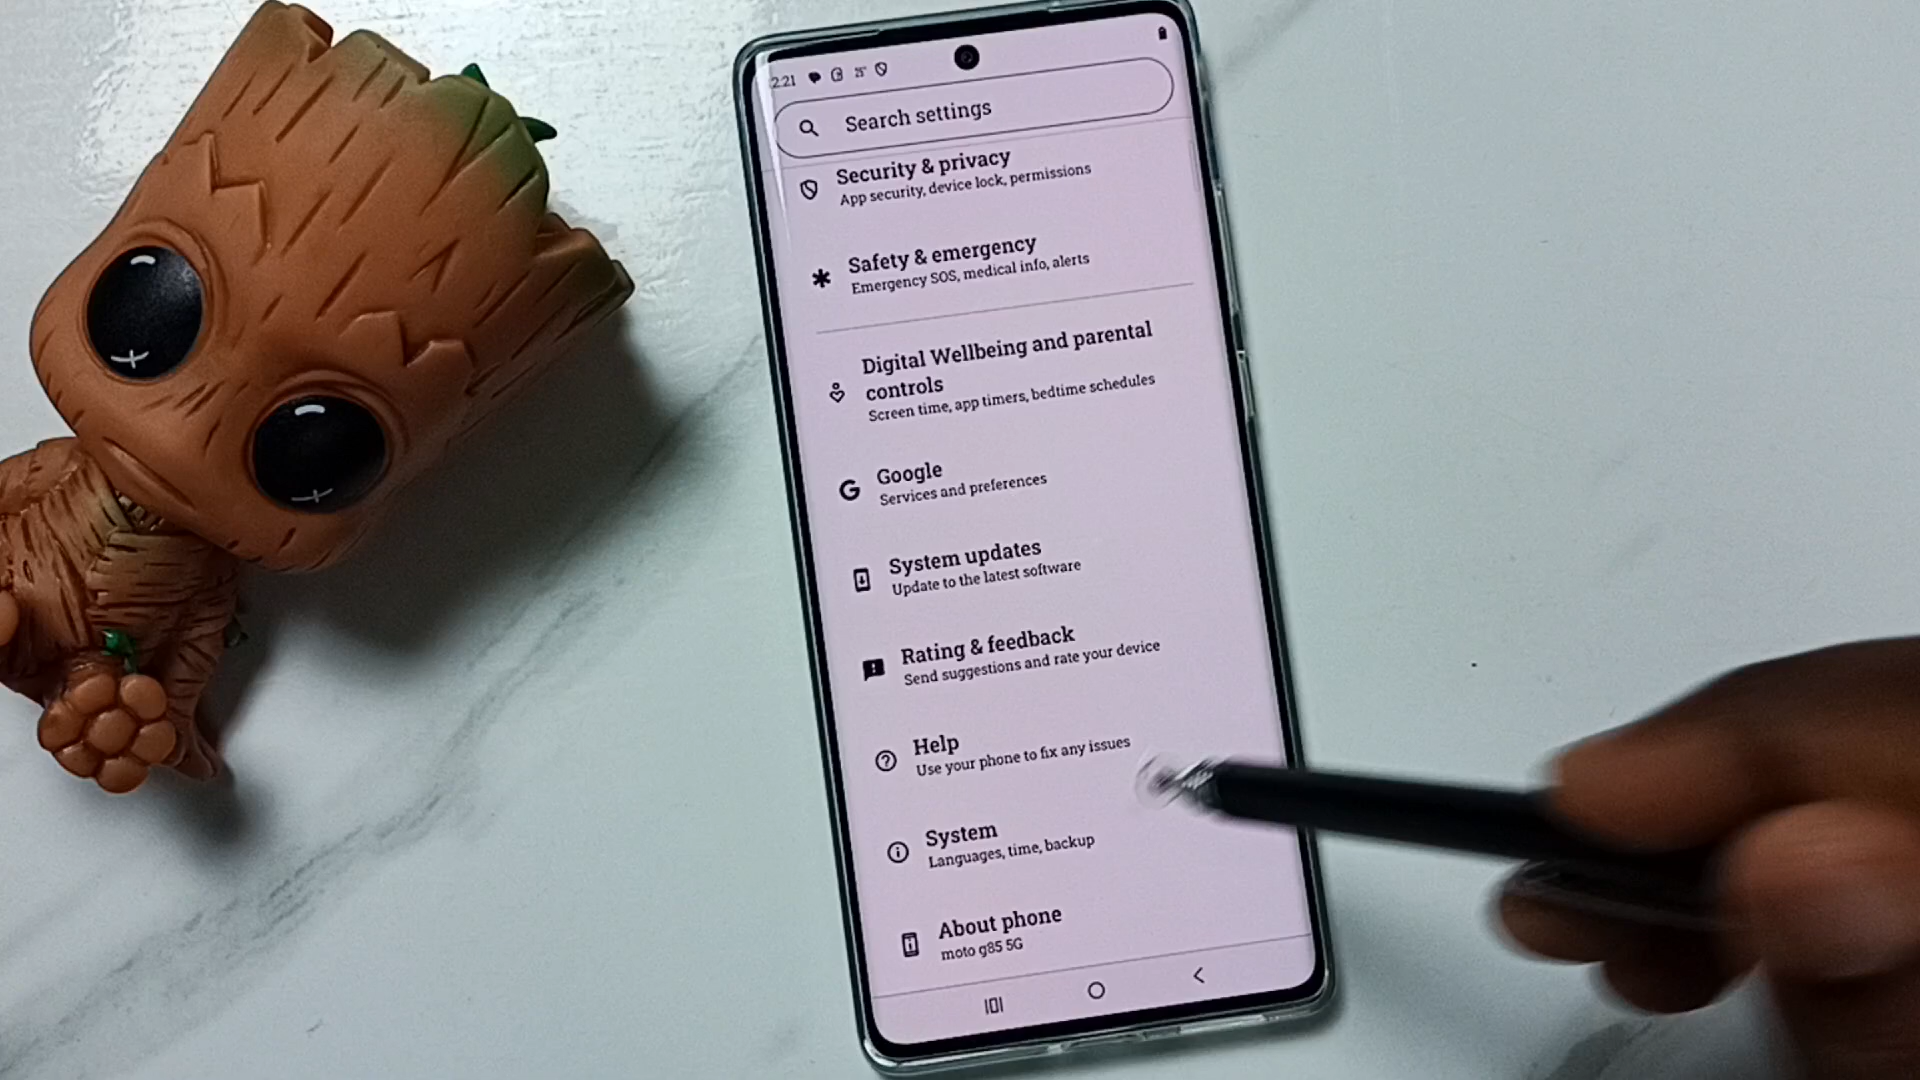 2:21
25°
Search settings
Security & privacy
App security, device lock, permissions
Safety & emergency
Emergency SOS, medical info, alerts
Digital Wellbeing and parental
controls
Screen time, app timers, bedtime schedules
Google
Services and preferences
System updates
Update to the latest software
Rating & feedback
Send suggestions and rate your device
Help
Use your phone to fix any issues
System
Languages, time, backup
About phone
moto g85 5G